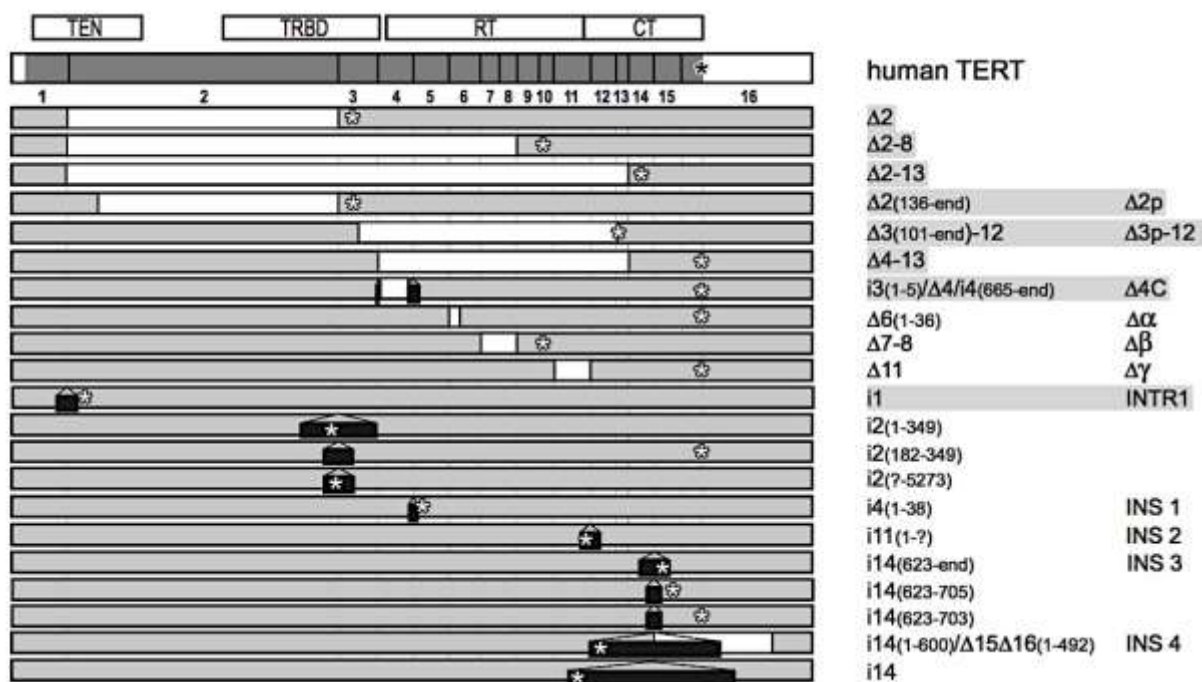 TEN TRBD RT CT
human TERT
1 2 3 4 5 6 7 8 9 10 11 12 13 14 15 16
Δ2
Δ2-8
Δ2-13
Δ2(136-end) Δ2p
Δ3(101-end)-12 Δ3p-12
Δ4-13
i3(1-5)/Δ4/i4(665-end) Δ4C
Δ6(1-36) Δα
Δ7-8 Δβ
Δ11 Δγ
i1 INTR1
i2(1-349)
i2(182-349)
i2(?-5273)
i4(1-38) INS 1
i11(1-?) INS 2
i14(623-end) INS 3
i14(623-705)
i14(623-703)
i14(1-600)/Δ15Δ16(1-492) INS 4
i14